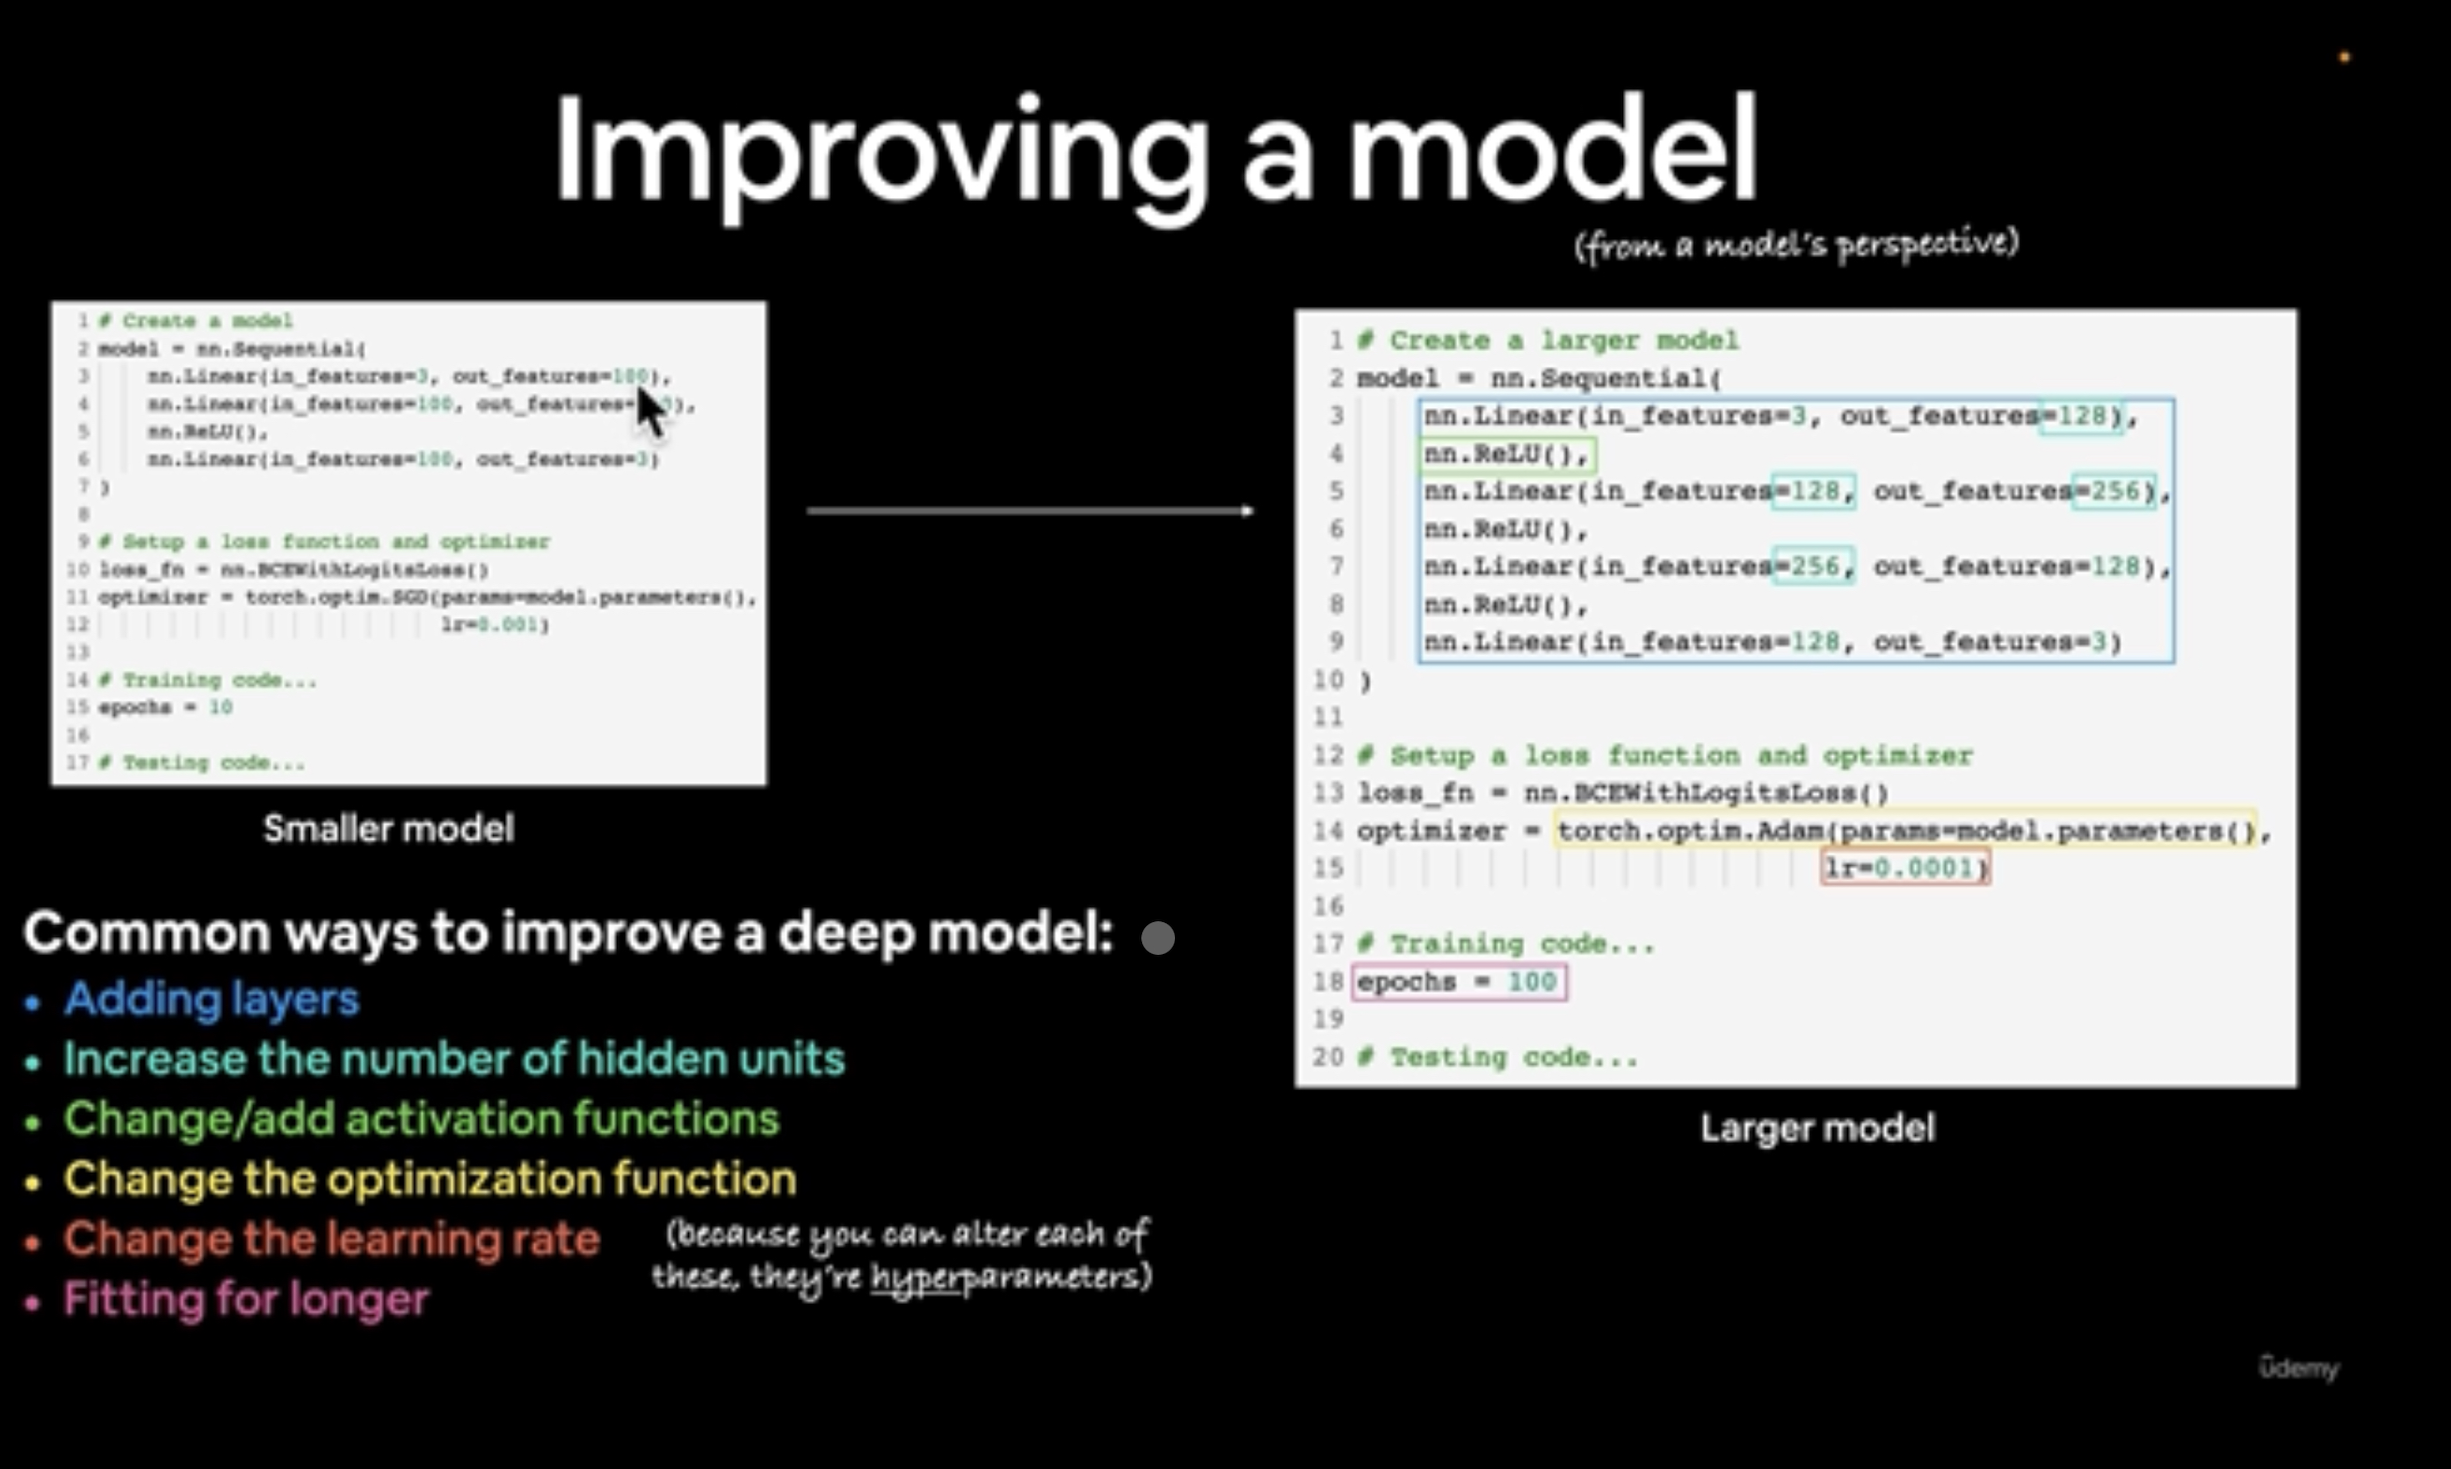 Improving a model
(from a model's perspective)
1 # Create a model
2 model = nn.Sequential(
3 nn.Linear(in_features=3, out_features=100),
4 nn.Linear(in_features=100, out_features= 0),
5 nn.ReLU(),
6 nn.Linear(in_features=100, out_features=3)
7 )
8
9 # Setup a loss function and optimizer
10 loss_fn = nn.BCEWithLogitsLoss()
11 optimizer = torch.optim.SGD(params=model.parameters(),
12 lr=0.001)
13
14 # Training code...
15 epochs = 10
16
17 # Testing code...
Smaller model
1 # Create a larger model
2 model = nn.Sequential(
3 nn.Linear(in_features=3, out_features=128),
4 nn.ReLU(),
5 nn.Linear(in_features=128, out_features=256),
6 nn.ReLU(),
7 nn.Linear(in_features=256, out_features=128),
8 nn.ReLU(),
9 nn.Linear(in_features=128, out_features=3)
10 )
11
12 # Setup a loss function and optimizer
13 loss_fn = nn.BCEWithLogitsLoss()
14 optimizer = torch.optim.Adam(params=model.parameters(),
15 lr=0.0001)
16
17 # Training code...
18 epochs = 100
19
20 # Testing code...
Larger model
Common ways to improve a deep model:
• Adding layers
• Increase the number of hidden units
• Change/add activation functions
• Change the optimization function
• Change the learning rate
• Fitting for longer
(because you can alter each of
these, they're hyperparameters)
ûdemy